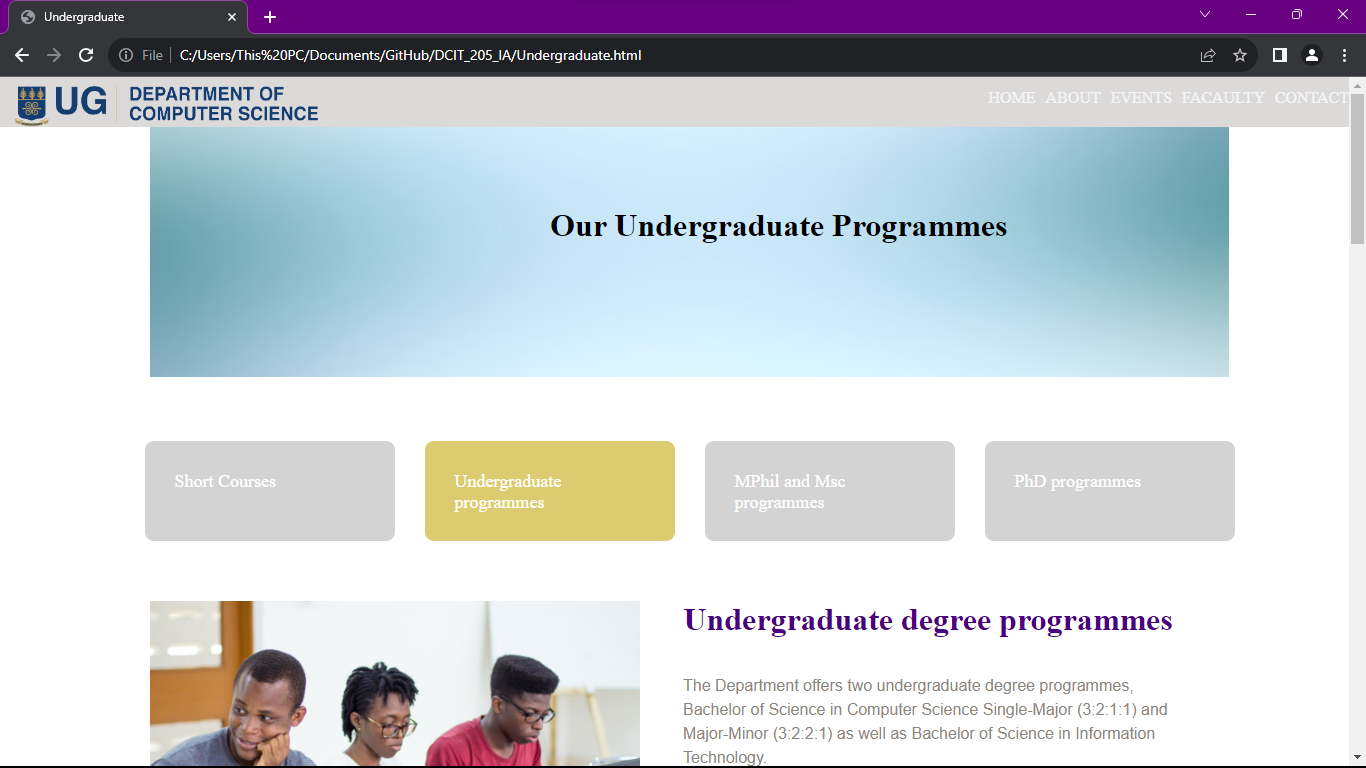 Undergraduate
File C:/Users/This%20PC/Documents/GitHub/DCIT_205_IA/Undergraduate.html
UG
DEPARTMENT OF
COMPUTER SCIENCE
HOME ABOUT EVENTS FACAULTY CONTACT
Our Undergraduate Programmes
Short Courses
Undergraduate
programmes
MPhil and Msc
programmes
PhD programmes
Undergraduate degree programmes
The Department offers two undergraduate degree programmes,
Bachelor of Science in Computer Science Single-Major (3:2:1:1) and
Major-Minor (3:2:2:1) as well as Bachelor of Science in Information
Technology.